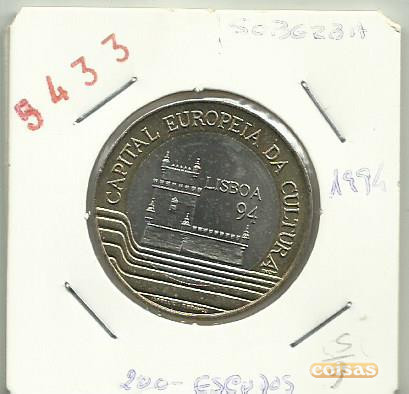 5433
CAPITAL EUROPEIA DA CULTURA
LISBOA
94
1994
200- ESCUDOS
S/
coisas